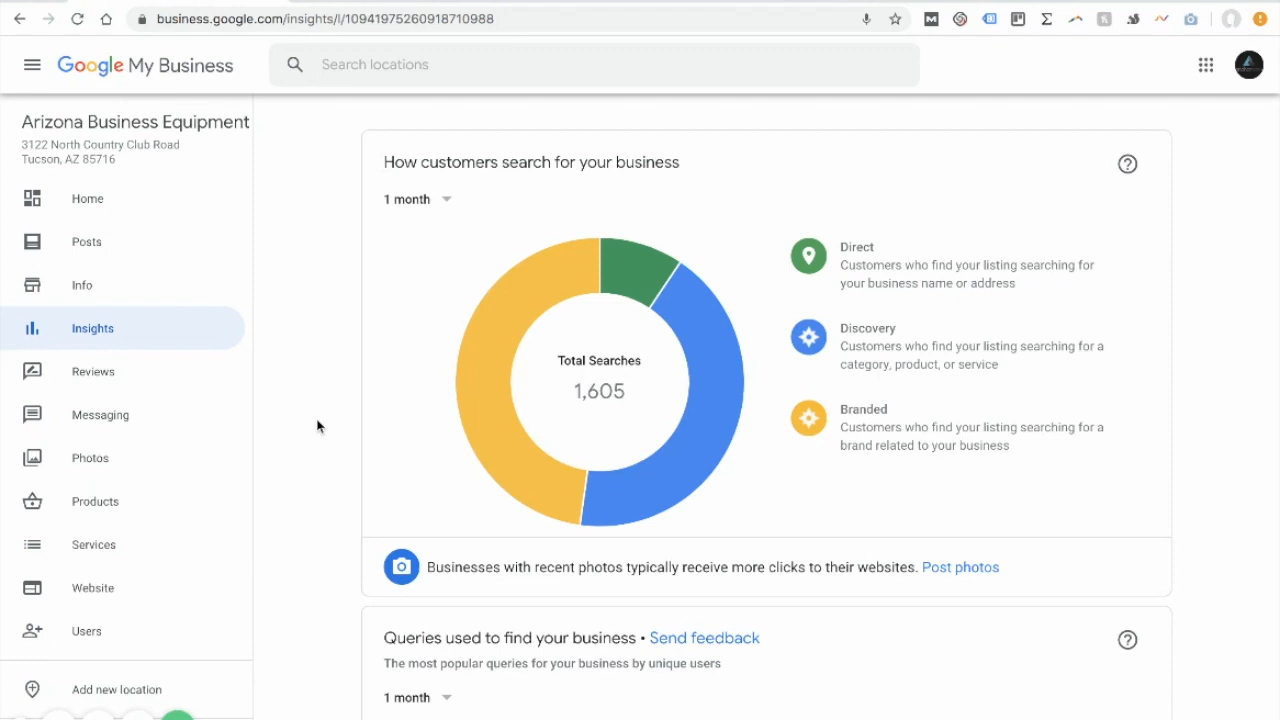 business.google.com/insights/l/10941975260918710988
Google My Business
Search locations
Arizona Business Equipment
3122 North Country Club Road
Tucson, AZ 85716
Home
Posts
Info
Insights
Reviews
Messaging
Photos
Products
Services
Website
Users
Add new location
How customers search for your business
1 month
Total Searches
1,605
Direct
Customers who find your listing searching for
your business name or address
Discovery
Customers who find your listing searching for a
category, product, or service
Branded
Customers who find your listing searching for a
brand related to your business
Businesses with recent photos typically receive more clicks to their websites. Post photos
Queries used to find your business • Send feedback
The most popular queries for your business by unique users
1 month